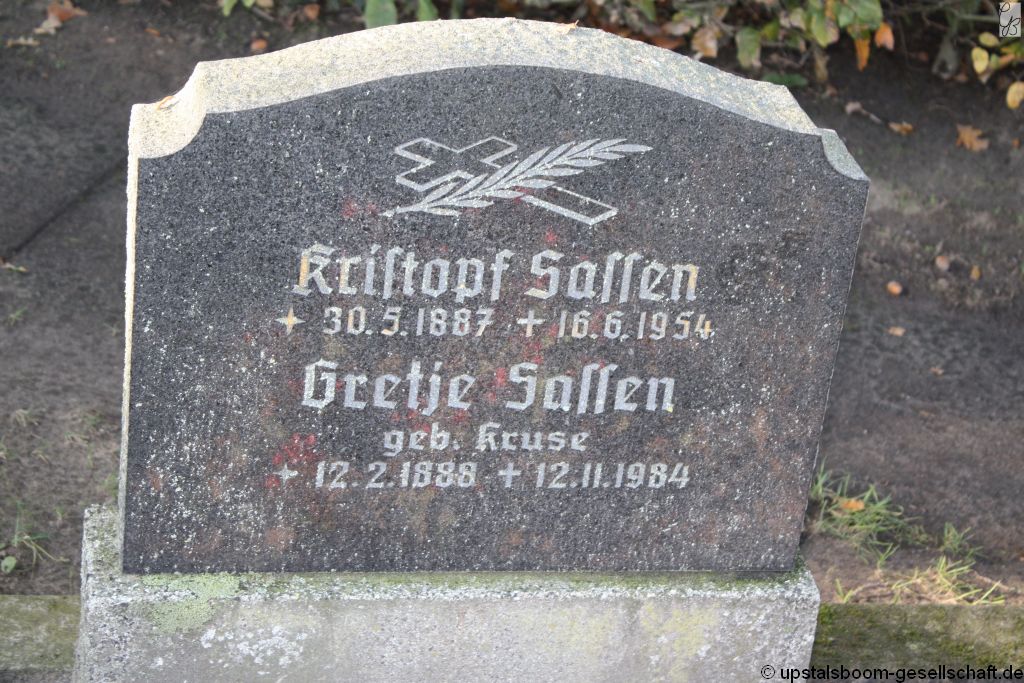 Kriſtopf Saſſen
30.5.1887 ✝ 16.6.1954
Gretje Saſſen
geb. Kruse
12.2.1888 ✝ 12.11.1984
© upstalsboom-gesellschaft.de